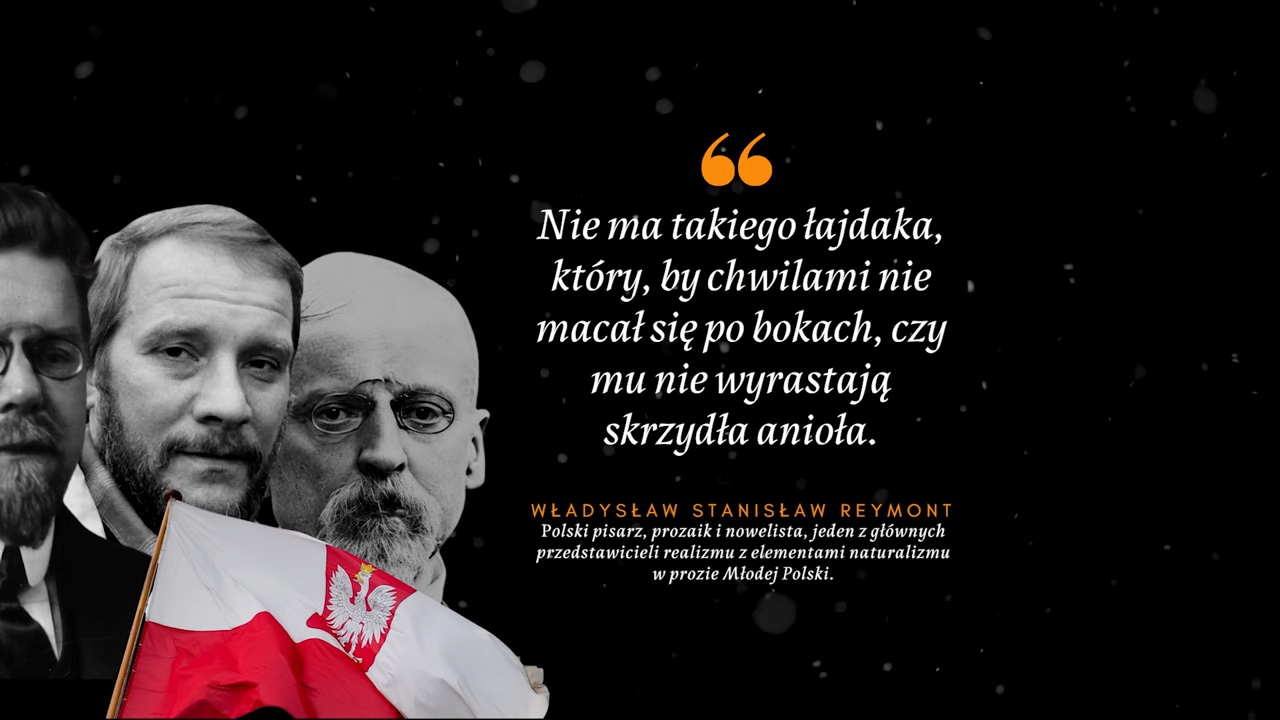 Nie ma takiego łajdaka,
który, by chwilami nie
macał się po bokach, czy
mu nie wyrastają
skrzydła anioła.
WŁADYSŁAW STANISŁAW REYMONT
Polski pisarz, prozaik i nowelista, jeden z głównych
przedstawicieli realizmu z elementami naturalizmu
w prozie Młodej Polski.